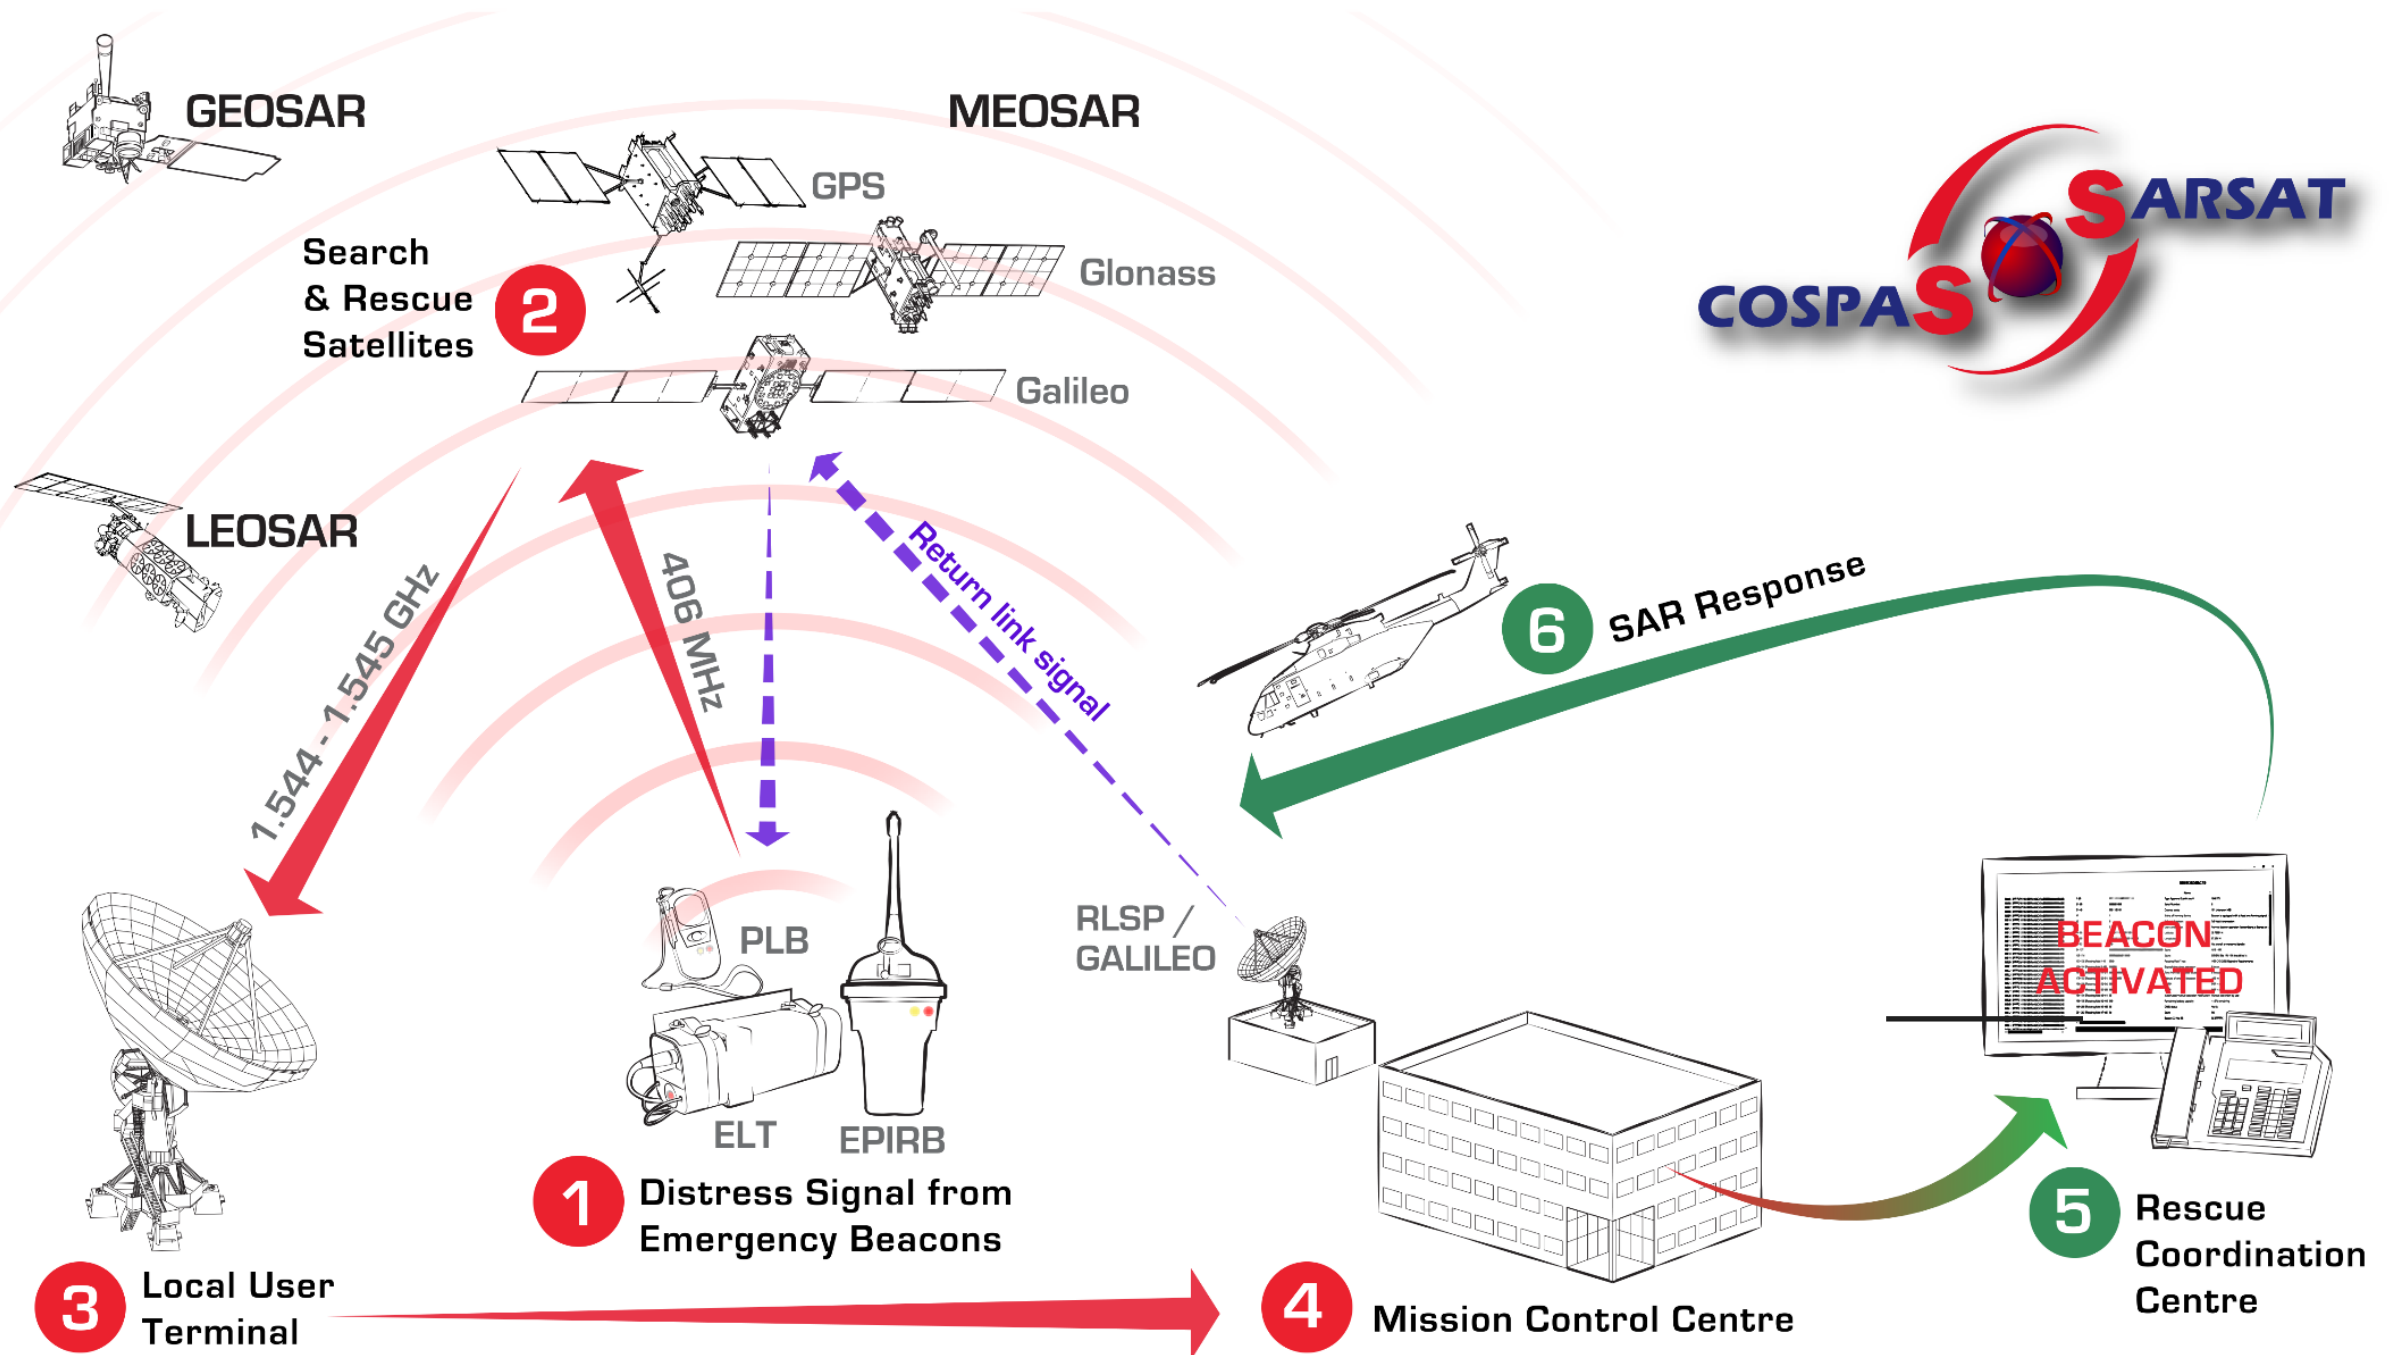 GEOSAR
MEOSAR
GPS
Glonass
Galileo
Search
& Rescue
Satellites
2
LEOSAR
COSPAS
SARSAT
1.544 - 1.545 GHz
406 MHz
Return link signal
6
SAR Response
PLB
ELT
EPIRB
RLSP /
GALILEO
BEACON
ACTIVATED
1
Distress Signal from
Emergency Beacons
3
Local User
Terminal
4
Mission Control Centre
5
Rescue
Coordination
Centre